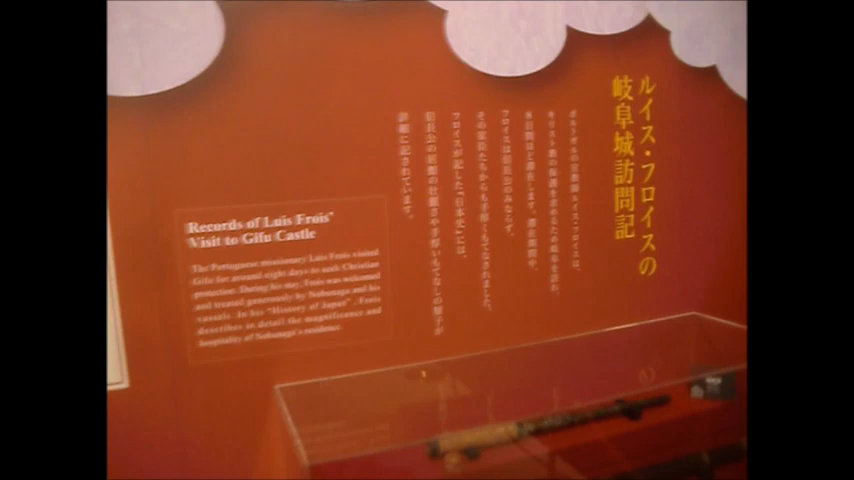 ルイス・フロイスの
岐阜城訪問記
ポルトガルの宣教師ルイス・フロイスは、
キリスト教の保護を求めるため岐阜を訪れ、
8日間ほど滞在します。滞在期間中、
フロイスは信長公のみならず、
その家臣たちからも手厚くもてなされました。
フロイスが記した『日本史』には、
信長公の居館の壮麗さや手厚いもてなしの様子が
詳細に記されています。
Records of Luis Frois'
Visit to Gifu Castle
The Portuguese missionary Luis Frois visited
Gifu for around eight days to seek Christian
protection. During his stay, Frois was welcomed
and treated generously by Nobunaga and his
vassals. In his "History of Japan", Frois
describes in detail the magnificence and
hospitality of Nobunaga's residence.